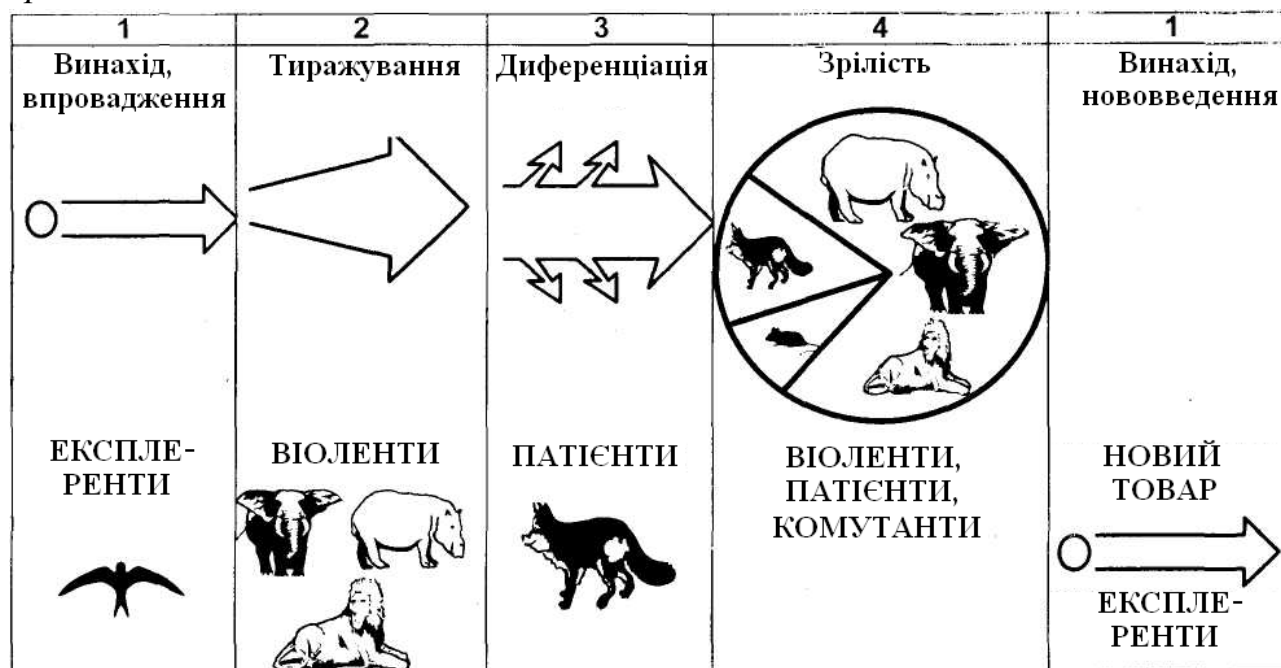 1
2
3
4
1
Винахід,
впровадження
Тиражування
Диференціація
Зрілість
Винахід,
нововведення
ЕКСПЛЕ-
РЕНТИ
ВІОЛЕНТИ
ПАТІЄНТИ
ВІОЛЕНТИ,
ПАТІЄНТИ,
КОМУТАНТИ
НОВИЙ
ТОВАР
ЕКСПЛЕ-
РЕНТИ